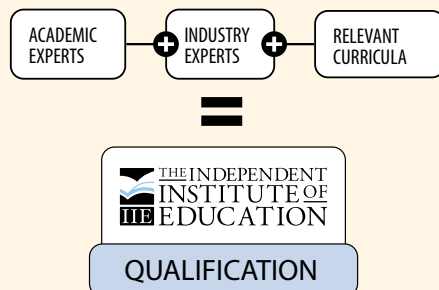 ACADEMIC
EXPERTS
+
INDUSTRY
EXPERTS
+
RELEVANT
CURRICULA
=
THE INDEPENDENT
INSTITUTE OF
IIE EDUCATION
QUALIFICATION